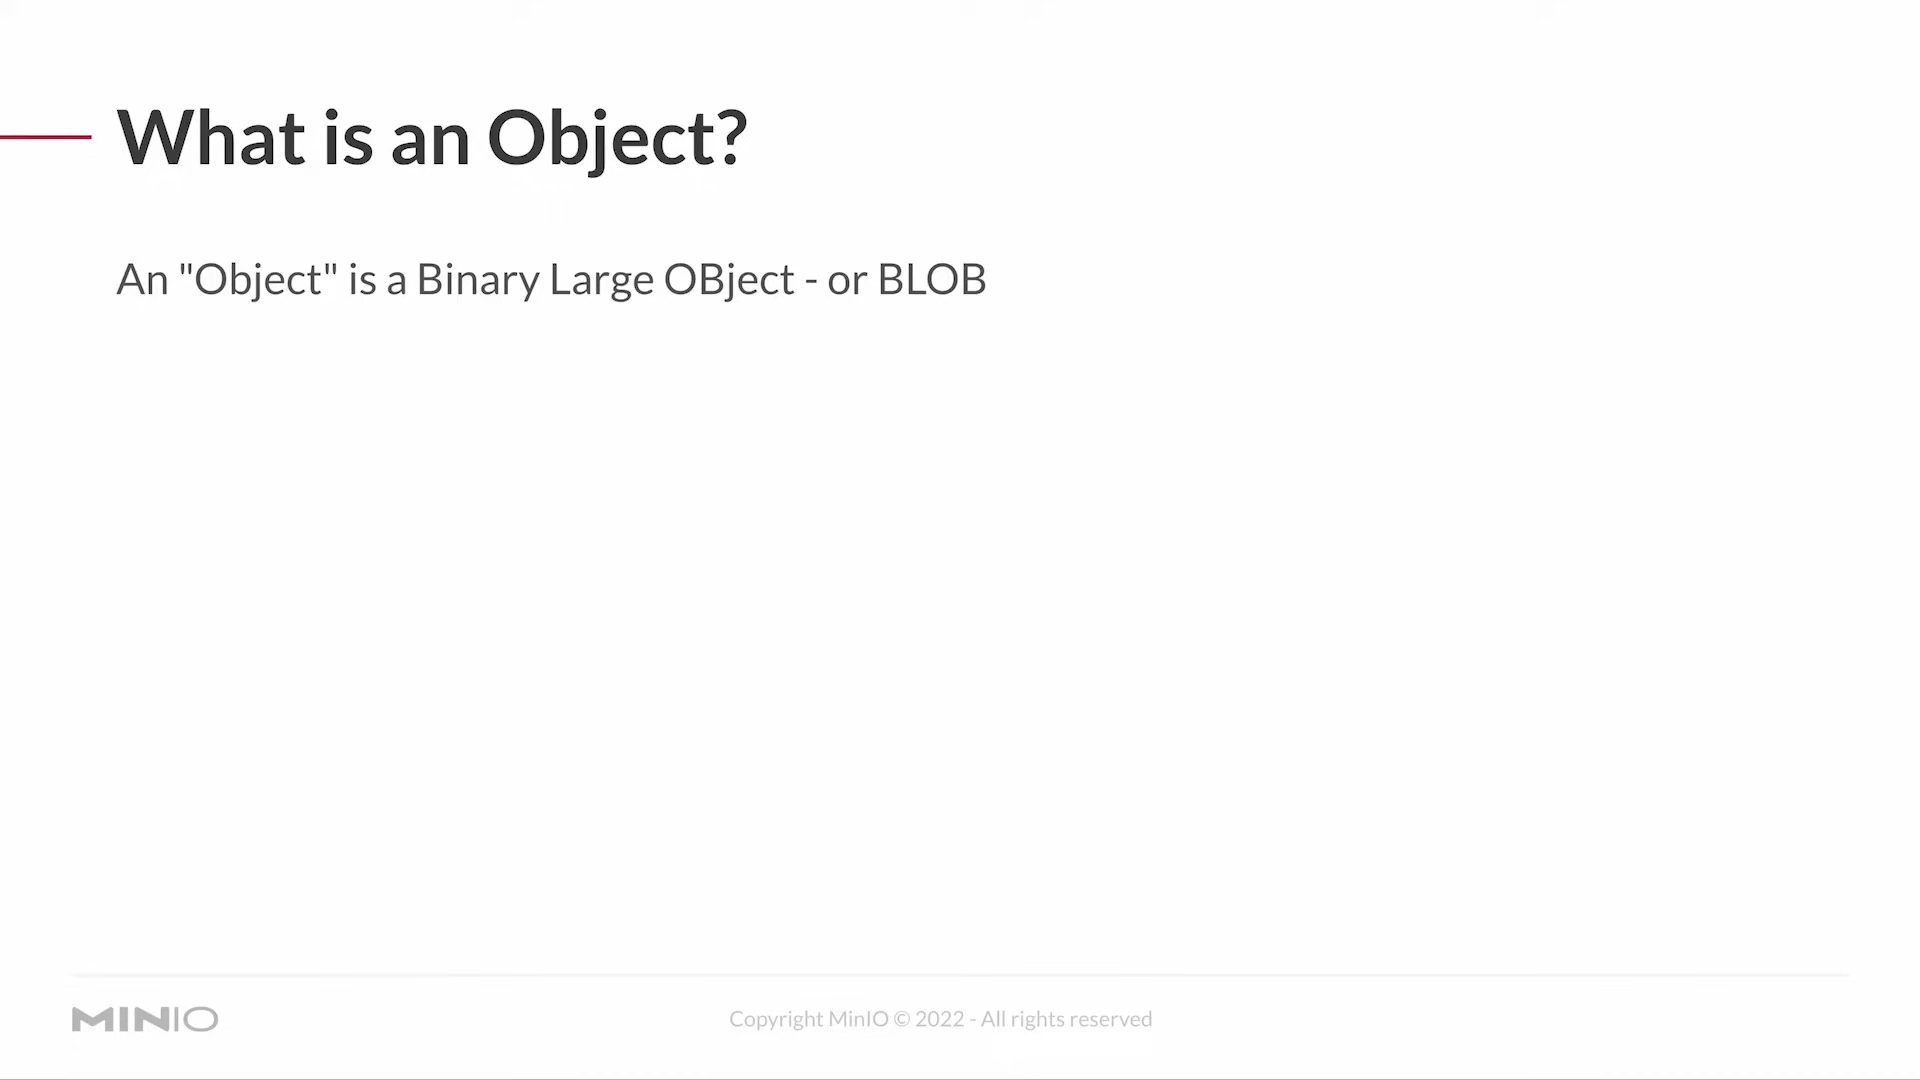 What is an Object?
An "Object" is a Binary Large OBject - or BLOB
MINIO
Copyright MinIO © 2022 - All rights reserved